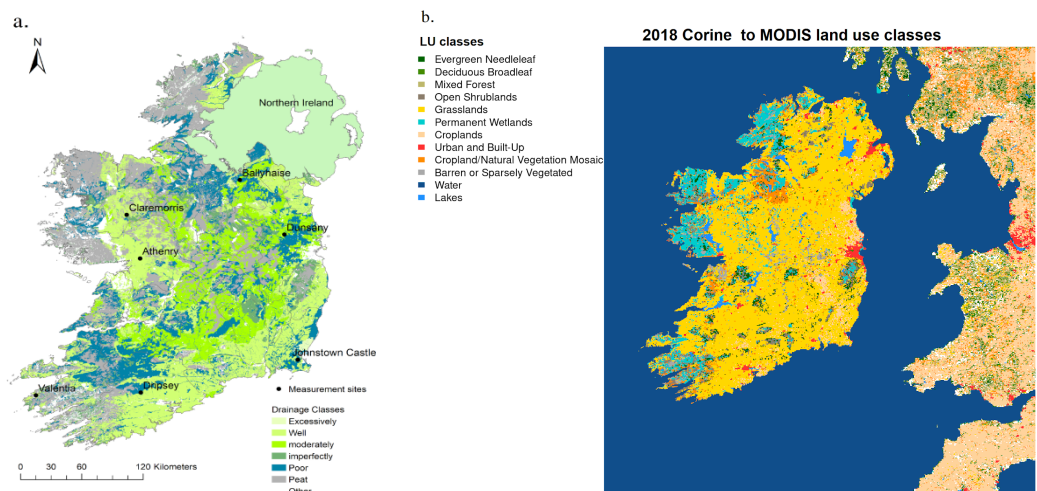 a.
N
Northern Ireland
Ballyhaise
Claremorris
Dunsany
Athenry
Johnstown Castle
Valentia
Dripsey
Measurement sites
Drainage Classes
Excessively
Well
moderately
imperfectly
Poor
Peat
Other
0 30 60 120 Kilometers
b.
2018 Corine to MODIS land use classes
LU classes
Evergreen Needleleaf
Deciduous Broadleaf
Mixed Forest
Open Shrublands
Grasslands
Permanent Wetlands
Croplands
Urban and Built-Up
Cropland/Natural Vegetation Mosaic
Barren or Sparsely Vegetated
Water
Lakes